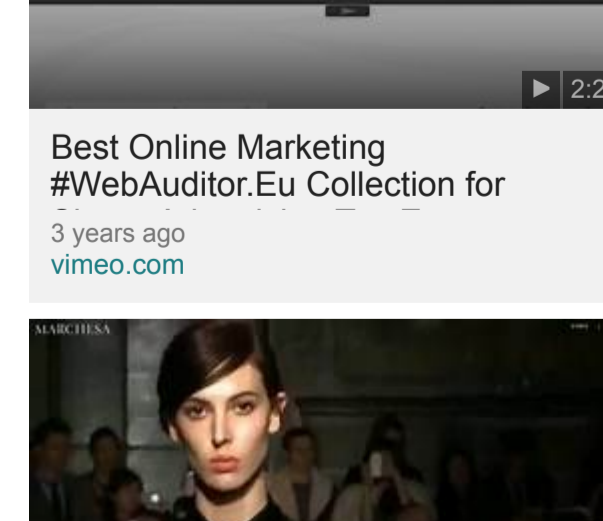 2:2
Best Online Marketing
#WebAuditor.Eu Collection for
3 years ago
vimeo.com
MARCHESA